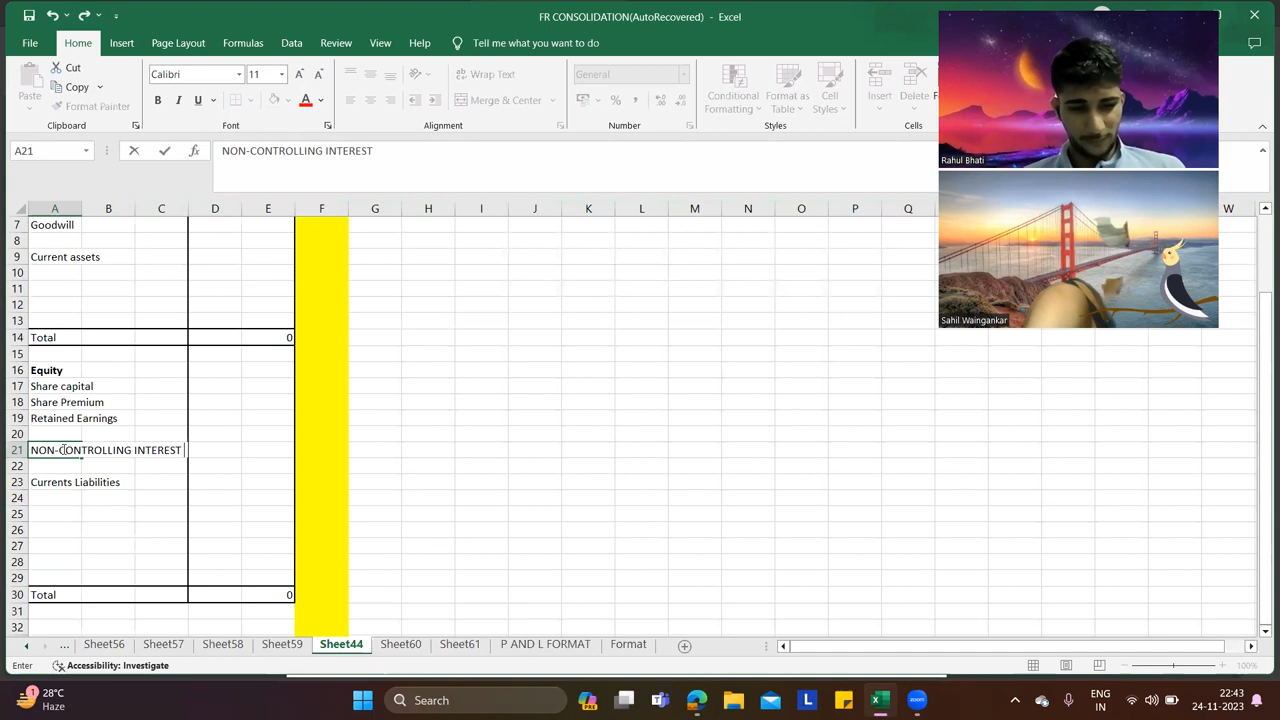 FR CONSOLIDATION(AutoRecovered) - Excel
File Home Insert Page Layout Formulas Data Review View Help Tell me what you to do
Paste
Cut
Copy
Format Painter
Clipboard
Calibri 11
B I U
Font
Wrap Text
Merge & Center
Alignment
General
Number
Conditional Formatting
Format as Table
Cell Styles
Styles
Insert
Delete
Cells
Rahul Bhati
Sahil Waingankar
A21 NON-CONTROLLING INTEREST
A B C D E F G H I J K L M N O P Q R W
7 Goodwill
8
9 Current assets
10
11
12
13
14 Total 0
15
16 Equity
17 Share capital
18 Share Premium
19 Retained Earnings
20
21 NON-CONTROLLING INTEREST
22
23 Currents Liabilities
24
25
26
27
28
29
30 Total 0
31
32
... Sheet56 Sheet57 Sheet58 Sheet59 Sheet44 Sheet60 Sheet61 P AND L FORMAT Format
Enter Accessibility: Investigate 100%
28°C
Haze
Search
PRE
L
ENG
IN
22:43
24-11-2023